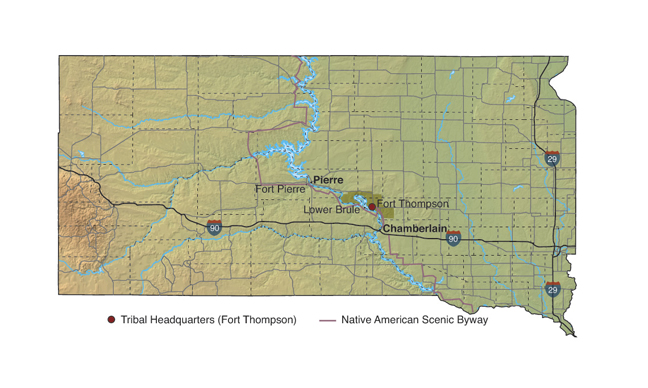 29
Pierre
Fort Pierre
Fort Thompson
Lower Brule
90
Chamberlain
90
29
Tribal Headquarters (Fort Thompson)
Native American Scenic Byway